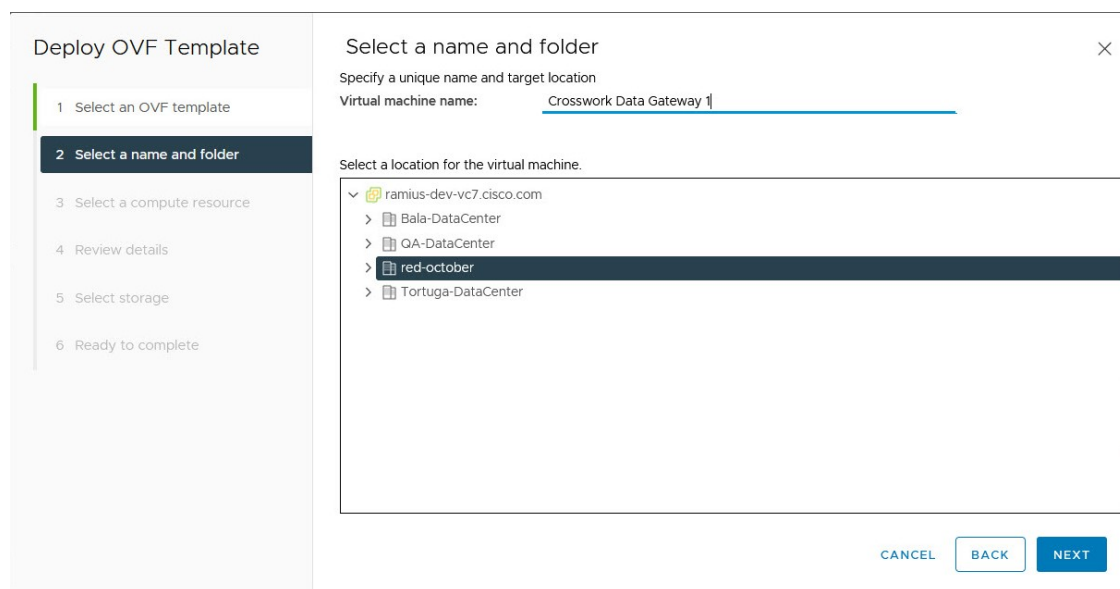 Deploy OVF Template
1 Select an OVF template
2 Select a name and folder
3 Select a compute resource
4 Review details
5 Select storage
6 Ready to complete
Select a name and folder
Specify a unique name and target location
Virtual machine name: Crosswork Data Gateway 1
Select a location for the virtual machine.
ramius-dev-vc7.cisco.com
Bala-DataCenter
QA-DataCenter
red-october
Tortuga-DataCenter
CANCEL BACK NEXT